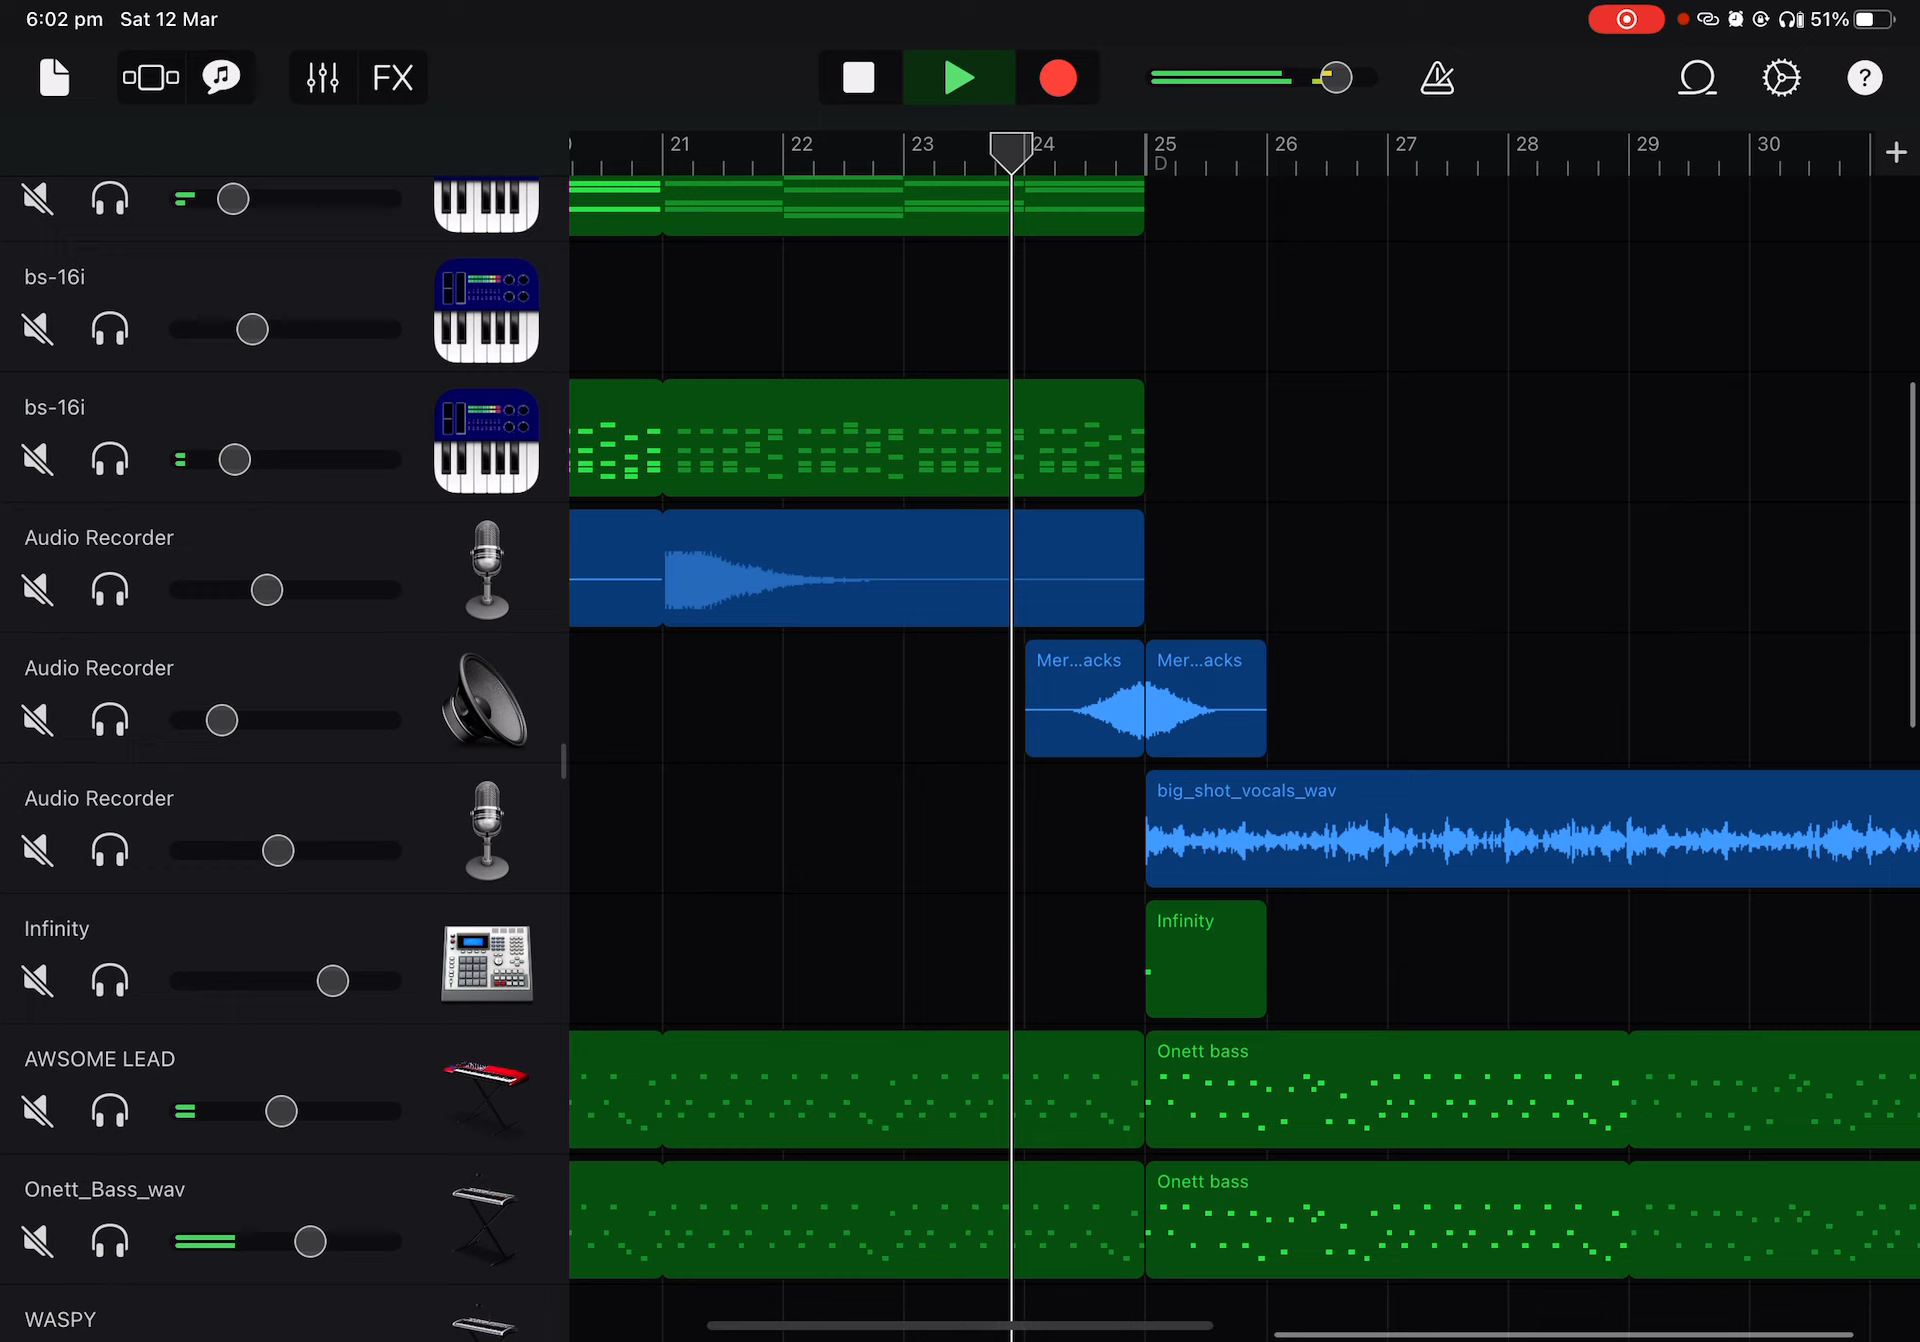 6:02 pm Sat 12 Mar
51%
FX
?
21 22 23 24 25 26 27 28 29 30
D
bs-16i
bs-16i
Audio Recorder
Audio Recorder
Mer...acks Mer...acks
Audio Recorder
big_shot_vocals_wav
Infinity
Infinity
AWSOME LEAD
Onett bass
Onett_Bass_wav
Onett bass
WASPY